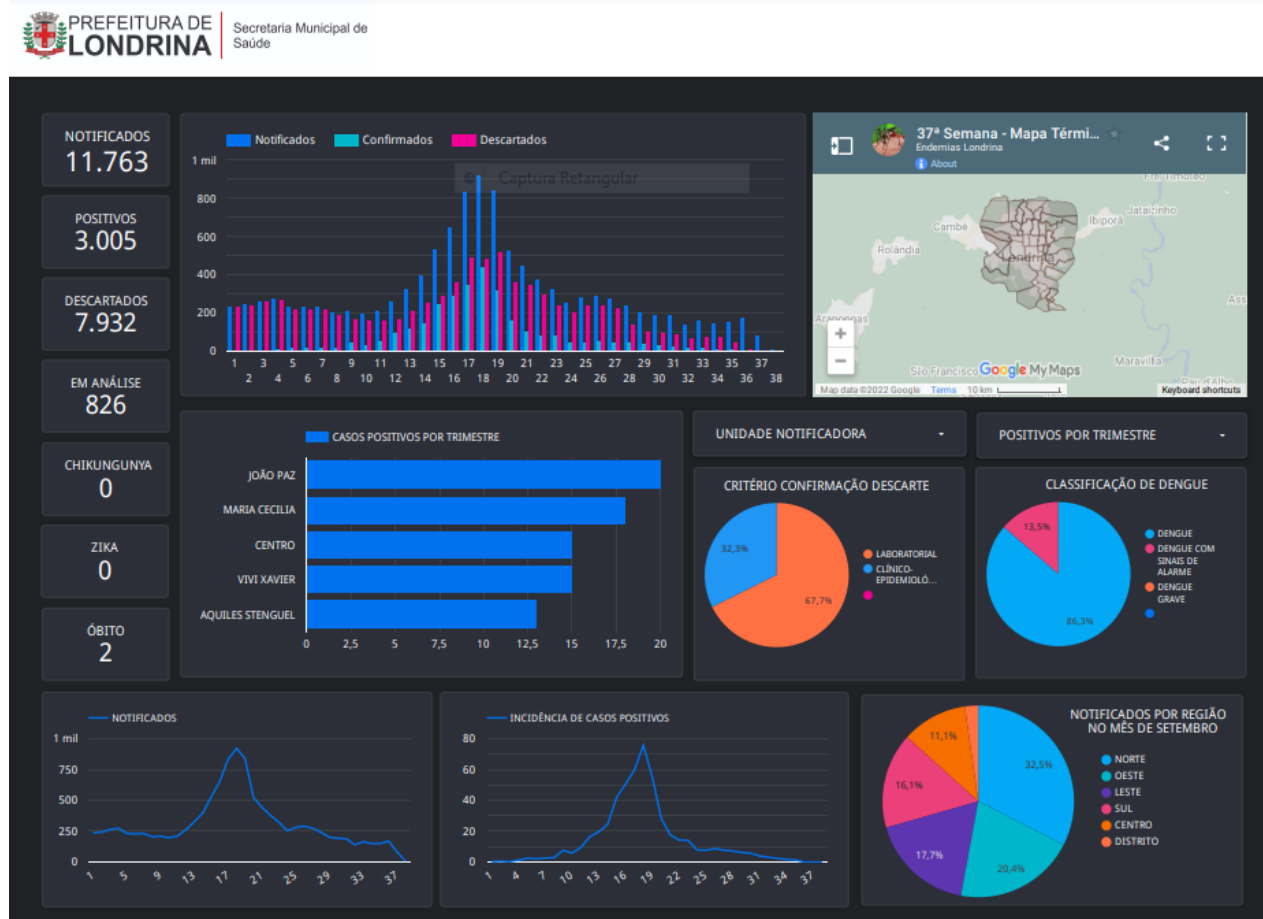 PREFEITURA DE
LONDRINA
Secretaria Municipal de
Saúde
NOTIFICADOS
11.763
POSITIVOS
3.005
DESCARTADOS
7.932
EM ANÁLISE
826
CHIKUNGUNYA
0
ZIKA
0
ÓBITO
2
Notificados Confirmados Descartados
Captura Retangular
1 mil
800
600
400
200
0
1 3 5 7 9 11 13 15 17 19 21 23 25 27 29 31 33 35 37
2 4 6 8 10 12 14 16 18 20 22 24 26 28 30 32 34 36 38
37ª Semana - Mapa Térmi...
Endemias Londrina
About
Jataizinho
Ibiporã
Cambé
Rolândia
Londrina
Arapongas
Ass
Maravilha
São Francisco
Google My Maps
Map data ©2022 Google Terms 10 km Keyboard shortcuts
CASOS POSITIVOS POR TRIMESTRE
JOÃO PAZ
MARIA CECILIA
CENTRO
VIVI XAVIER
AQUILES STENGUEL
0 2,5 5 7,5 10 12,5 15 17,5 20
UNIDADE NOTIFICADORA
POSITIVOS POR TRIMESTRE
CRITÉRIO CONFIRMAÇÃO DESCARTE
32,3%
67,7%
LABORATORIAL
CLÍNICO-
EPIDEMIOLÓ...
CLASSIFICAÇÃO DE DENGUE
13,5%
86,3%
DENGUE
DENGUE COM
SINAIS DE
ALARME
DENGUE
GRAVE
NOTIFICADOS
1 mil
750
500
250
0
1 5 9 13 17 21 25 29 33 37
INCIDÊNCIA DE CASOS POSITIVOS
80
60
40
20
0
1 4 7 10 13 16 19 22 25 28 31 34 37
NOTIFICADOS POR REGIÃO
NO MÊS DE SETEMBRO
11,1%
32,5%
16,1%
17,7%
20,4%
NORTE
OESTE
LESTE
SUL
CENTRO
DISTRITO